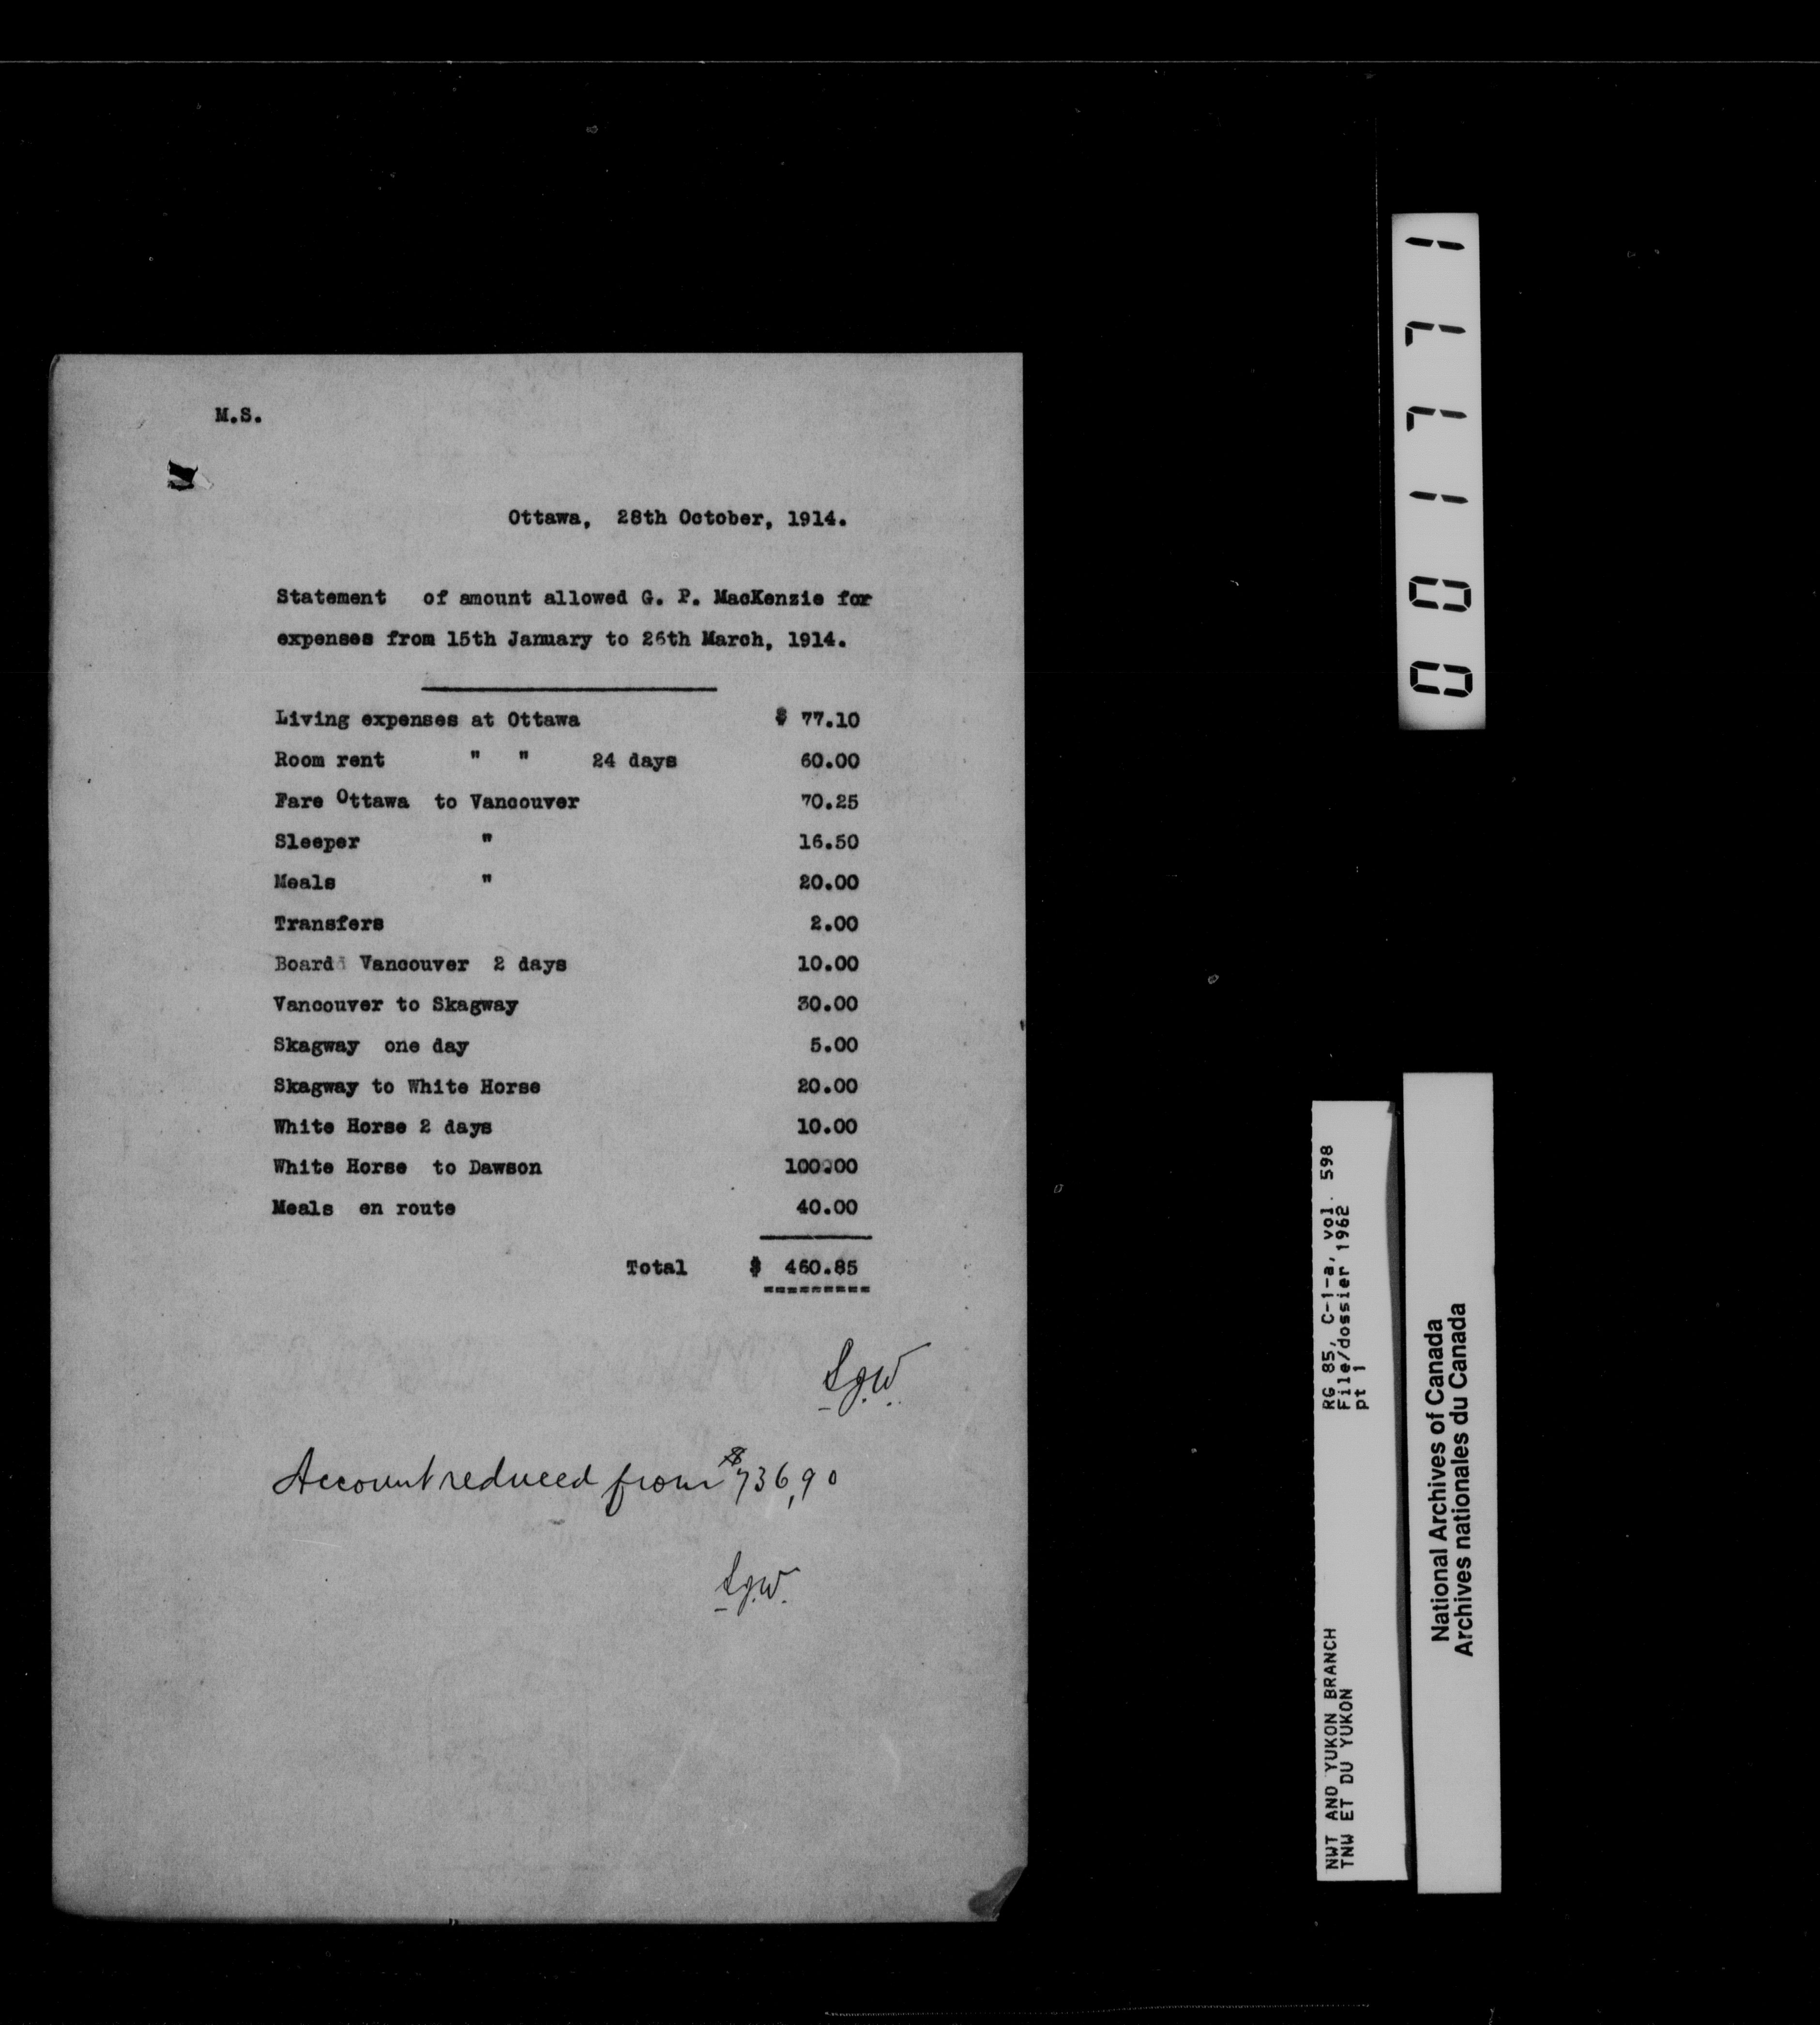 M.S.
Ottawa, 28th October, 1914.
Statement of amount allowed G. P. MacKenzie for
expenses from 15th January to 26th March, 1914.
Living expenses at Ottawa $ 77.10
Room rent " " 24 days 60.00
Fare Ottawa to Vancouver 70.25
Sleeper " 16.50
Meals " 20.00
Transfers 2.00
Board Vancouver 2 days 10.00
Vancouver to Skagway 30.00
Skagway one day 5.00
Skagway to White Horse 20.00
White Horse 2 days 10.00
White Horse to Dawson 100.00
Meals en route 40.00
Total $ 460.85
Account reduced from $736,90
001771
RG 85, C-1-a, vol. 598
File/dossier 1962
pt 1
NWT AND YUKON BRANCH
TNW ET DU YUKON
National Archives of Canada
Archives nationales du Canada